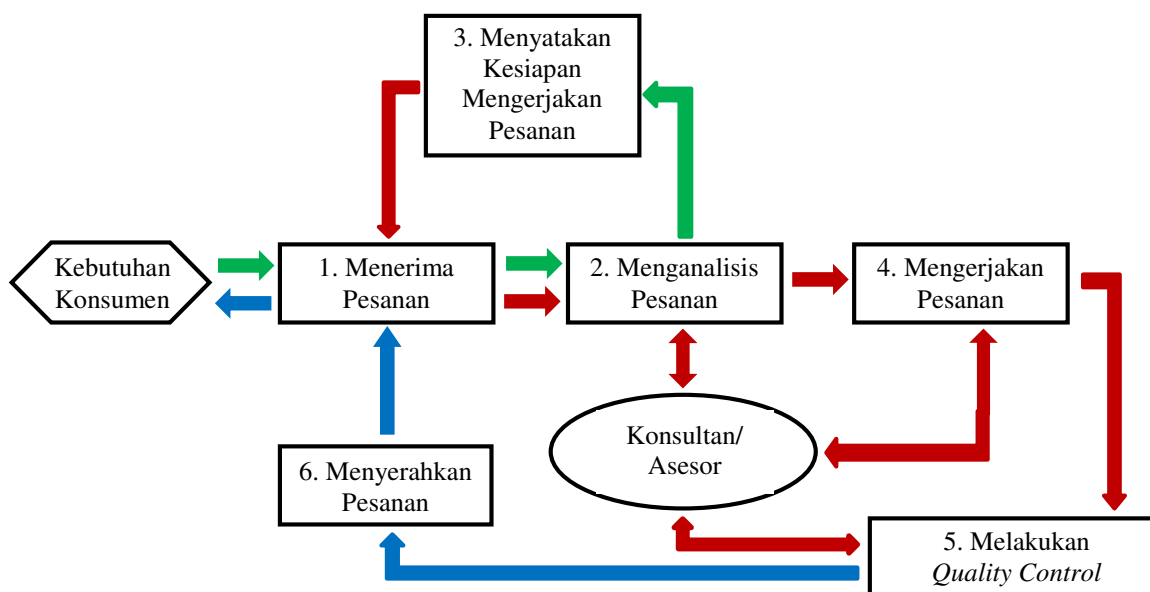 3. Menyatakan
Kesiapan
Mengerjakan
Pesanan
Kebutuhan
Konsumen
1. Menerima
Pesanan
2. Menganalisis
Pesanan
4. Mengerjakan
Pesanan
Konsultan/
Asesor
6. Menyerahkan
Pesanan
5. Melakukan
Quality Control